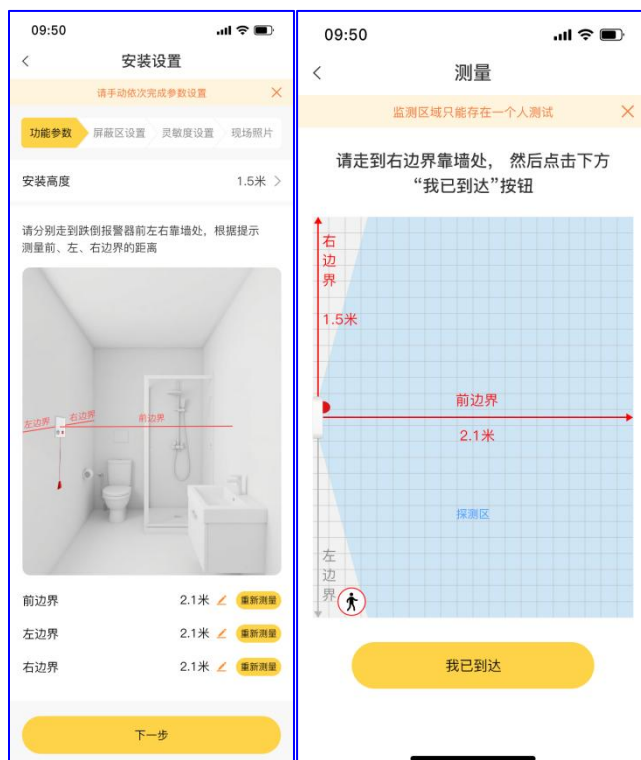 09:50
安装设置
请手动依次完成参数设置
功能参数
屏蔽区设置
灵敏度设置
现场照片
安装高度
1.5米
请分别走到跌倒报警器前左右靠墙处，根据提示
测量前、左、右边界的距离
左边界
右边界
前边界
前边界
2.1米
重新测量
左边界
2.1米
重新测量
右边界
2.1米
重新测量
下一步
09:50
测量
监测区域只能存在一个人测试
请走到右边界靠墙处， 然后点击下方
“我已到达”按钮
右边界
1.5米
前边界
2.1米
探测区
左边界
我已到达